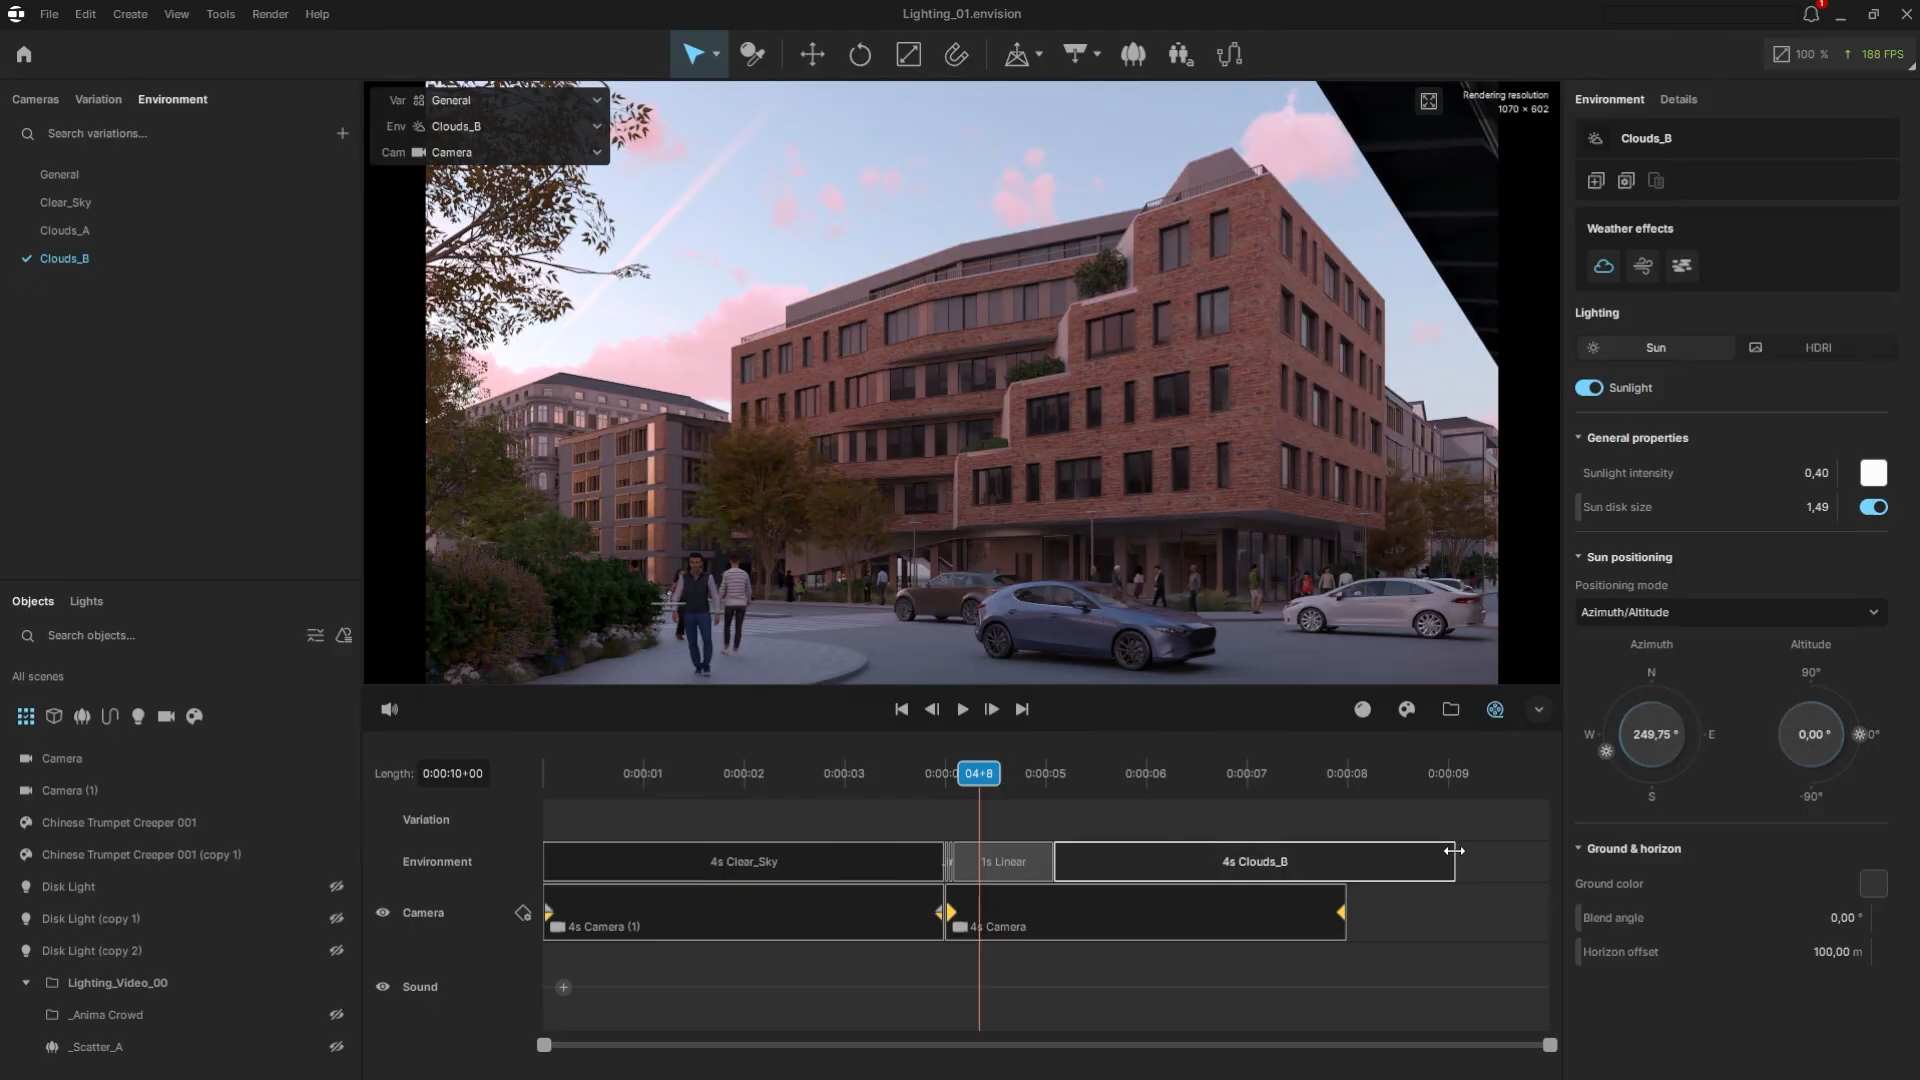 File Edit Create View Tools Render Help
Lighting_01.envision
1
100 % ↑ 188 FPS
Cameras Variation Environment
Search variations...
General
Clear_Sky
Clouds_A
Clouds_B
Var General
Env Clouds_B
Cam Camera
Rendering resolution
1070 × 602
Environment Details
Clouds_B
Weather effects
Lighting
Sun HDRI
Sunlight
General properties
Sunlight intensity 0,40
Sun disk size 1,49
Sun positioning
Positioning mode
Azimuth/Altitude
Azimuth Altitude
N 90°
W 249,75 ° E 0,00 ° 0°
S -90°
Ground & horizon
Ground color
Blend angle 0,00 °
Horizon offset 100,00 m
Objects Lights
Search objects...
All scenes
Camera
Camera (1)
Chinese Trumpet Creeper 001
Chinese Trumpet Creeper 001 (copy 1)
Disk Light
Disk Light (copy 1)
Disk Light (copy 2)
Lighting_Video_00
_Anima Crowd
_Scatter_A
Length: 0:00:10+00 0:00:01 0:00:02 0:00:03 04+8 0:00:05 0:00:06 0:00:07 0:00:08 0:00:09
Variation
Environment 4s Clear_Sky 1s Linear 4s Clouds_B
Camera 4s Camera (1) 4s Camera
Sound